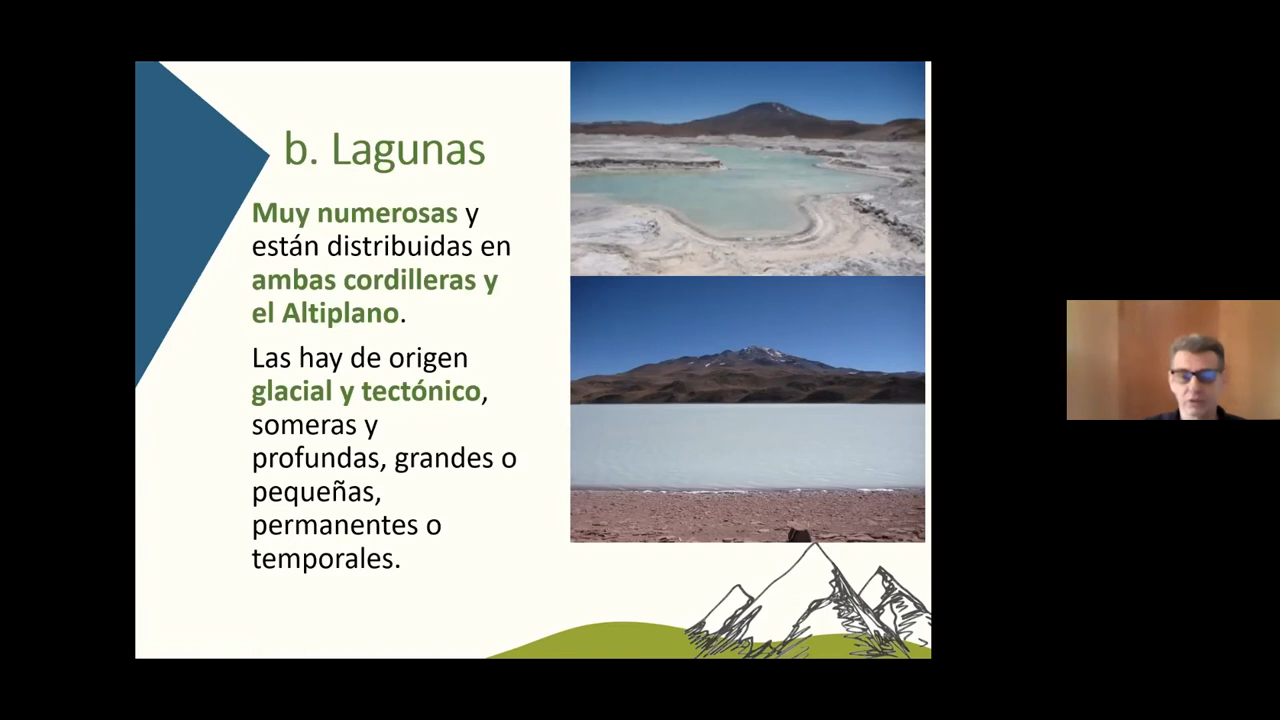 b. Lagunas
Muy numerosas y
están distribuidas en
ambas cordilleras y
el Altiplano.
Las hay de origen
glacial y tectónico,
someras y
profundas, grandes o
pequeñas,
permanentes o
temporales.